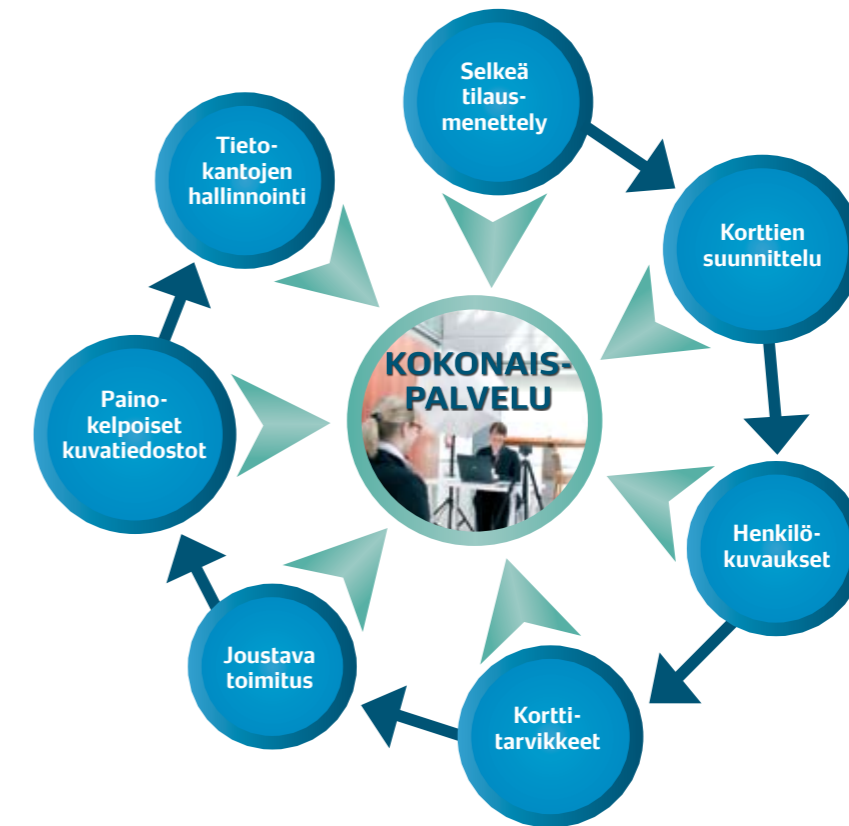 Selkeä
tilaus-
menettely
Korttien
suunnittelu
Henkilö-
kuvaukset
Kortti-
tarvikkeet
Joustava
toimitus
Paino-
kelpoiset
kuvatiedostot
Tieto-
kantojen
hallinnointi
KOKONAIS-
PALVELU